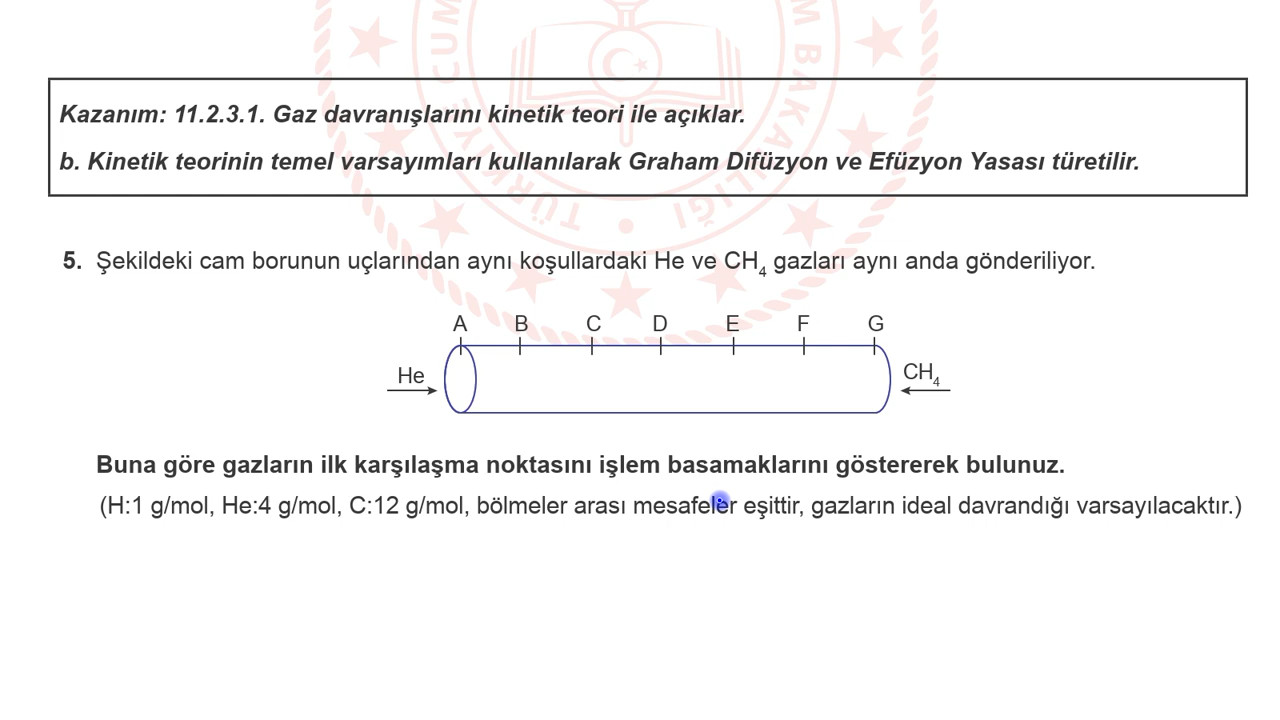 Kazanım: 11.2.3.1. Gaz davranışlarını kinetik teori ile açıklar.
b. Kinetik teorinin temel varsayımları kullanılarak Graham Difüzyon ve Efüzyon Yasası türetilir.
5. Şekildeki cam borunun uçlarından aynı koşullardaki He ve CH₄ gazları aynı anda gönderiliyor.
A B C D E F G
He CH₄
Buna göre gazların ilk karşılaşma noktasını işlem basamaklarını göstererek bulunuz.
(H:1 g/mol, He:4 g/mol, C:12 g/mol, bölmeler arası mesafeler eşittir, gazların ideal davrandığı varsayılacaktır.)